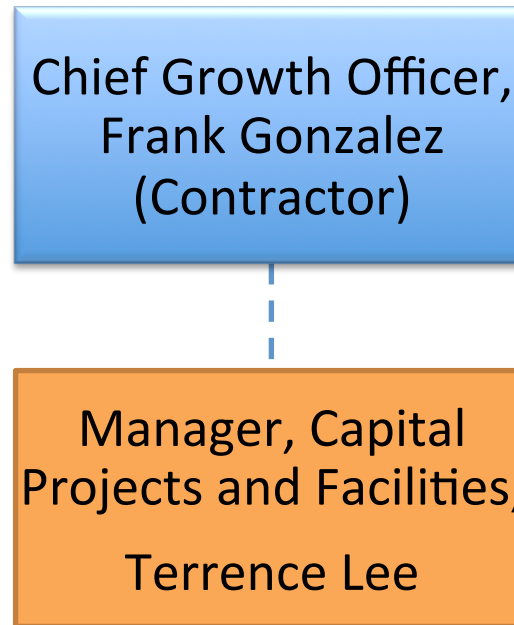 Chief Growth Officer,
Frank Gonzalez
(Contractor)
Manager, Capital
Projects and Facilities,
Terrence Lee